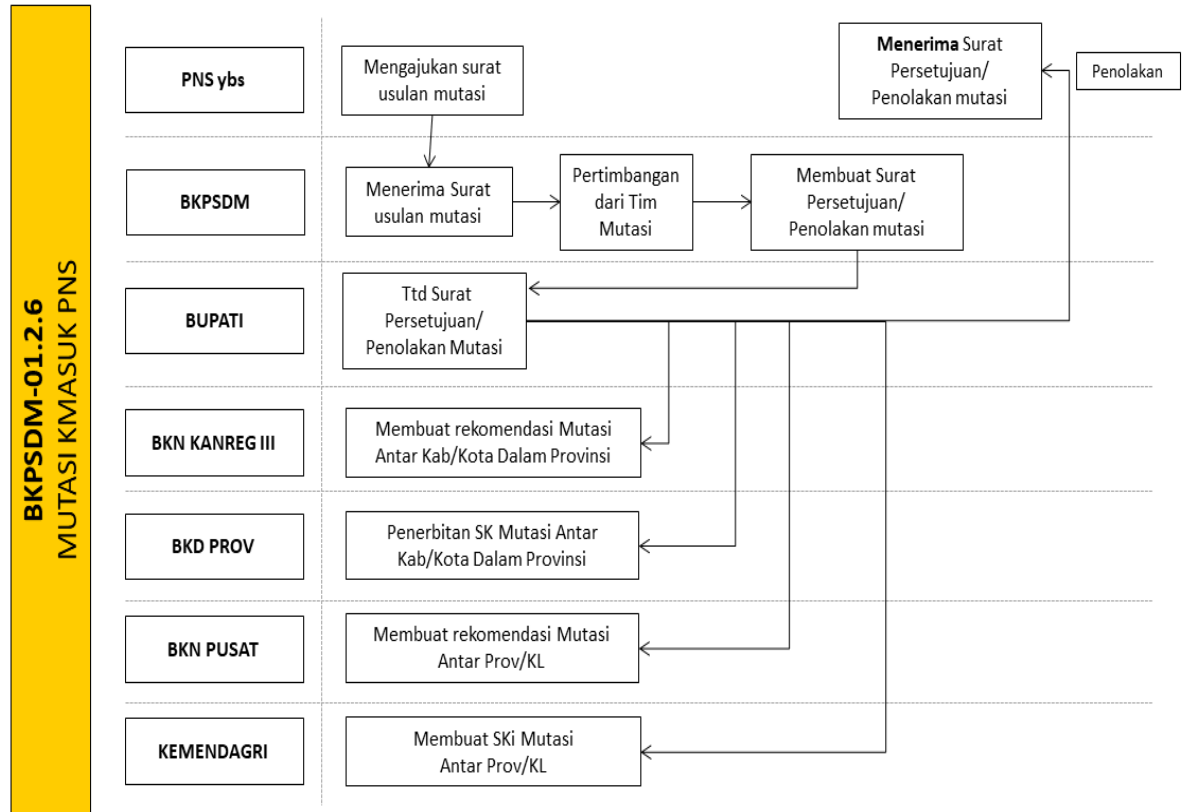 BKPSDM-01.2.6
MUTASI KMASUK PNS
PNS ybs
Mengajukan surat
usulan mutasi
Menerima Surat
Persetujuan/
Penolakan mutasi
Penolakan
BKPSDM
Menerima Surat
usulan mutasi
Pertimbangan
dari Tim
Mutasi
Membuat Surat
Persetujuan/
Penolakan mutasi
BUPATI
Ttd Surat
Persetujuan/
Penolakan Mutasi
BKN KANREG III
Membuat rekomendasi Mutasi
Antar Kab/Kota Dalam Provinsi
BKD PROV
Penerbitan SK Mutasi Antar
Kab/Kota Dalam Provinsi
BKN PUSAT
Membuat rekomendasi Mutasi
Antar Prov/KL
KEMENDAGRI
Membuat SKi Mutasi
Antar Prov/KL